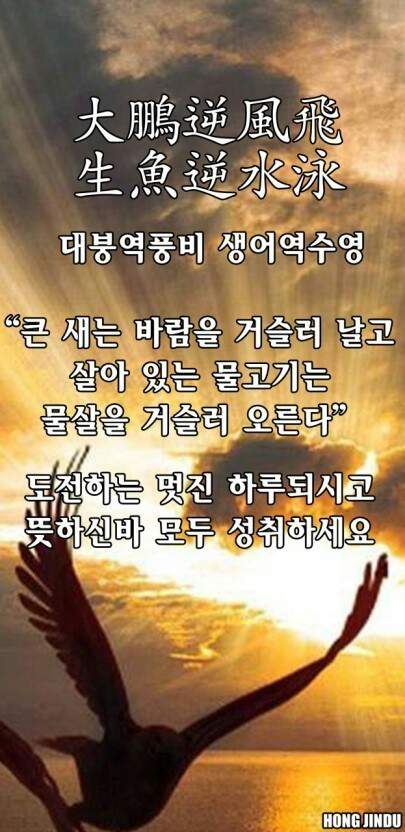 大鵬逆風飛
生魚逆水泳
대붕역풍비 생어역수영
“큰 새는 바람을 거슬러 날고
살아 있는 물고기는
물살을 거슬러 오른다”
도전하는 멋진 하루되시고
뜻하신바 모두 성취하세요
HONG JINDU